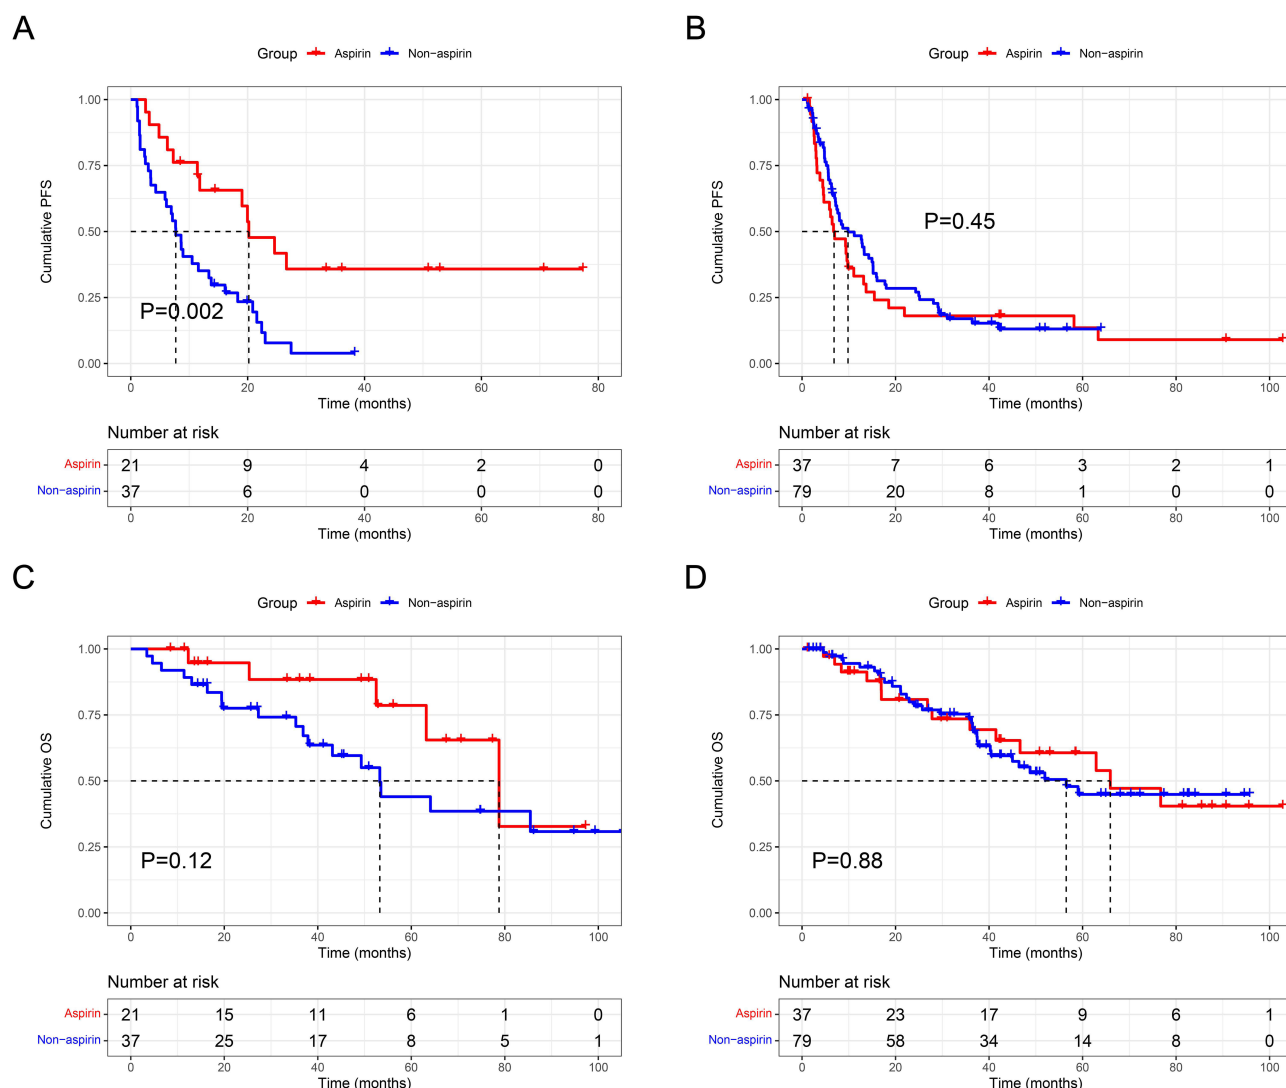 A
Group Aspirin Non−aspirin
1.00
0.75
0.50
0.25
0.00
Cumulative PFS
P=0.002
0 20 40 60 80
Time (months)
Number at risk
Aspirin 21 9 4 2 0
Non−aspirin 37 6 0 0 0
0 20 40 60 80
Time (months)
B
Group Aspirin Non−aspirin
1.00
0.75
0.50
0.25
0.00
Cumulative PFS
P=0.45
0 20 40 60 80 100
Time (months)
Number at risk
Aspirin 37 7 6 3 2 1
Non−aspirin 79 20 8 1 0 0
0 20 40 60 80 100
Time (months)
C
Group Aspirin Non−aspirin
1.00
0.75
0.50
0.25
0.00
Cumulative OS
P=0.12
0 20 40 60 80 100
Time (months)
Number at risk
Aspirin 21 15 11 6 1 0
Non−aspirin 37 25 17 8 5 1
0 20 40 60 80 100
Time (months)
D
Group Aspirin Non−aspirin
1.00
0.75
0.50
0.25
0.00
Cumulative OS
P=0.88
0 20 40 60 80 100
Time (months)
Number at risk
Aspirin 37 23 17 9 6 1
Non−aspirin 79 58 34 14 8 0
0 20 40 60 80 100
Time (months)